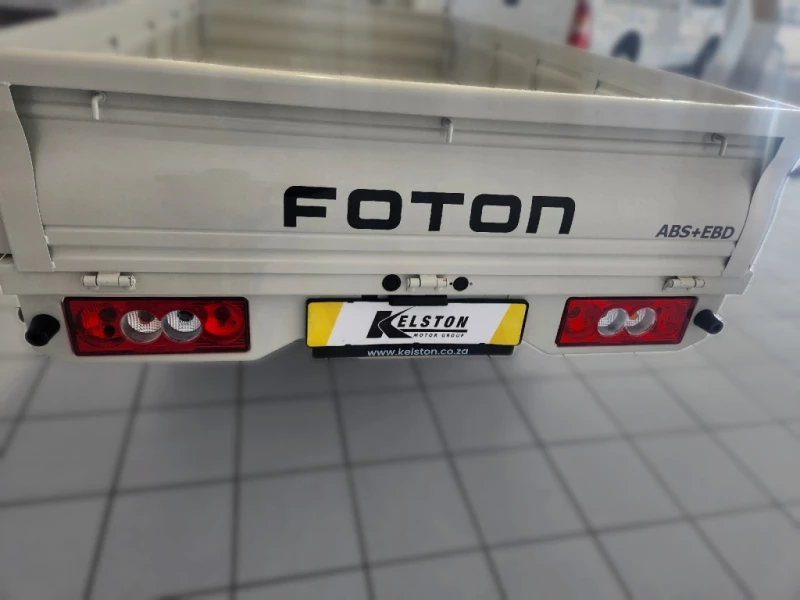 FOTON
ABS+EBD
KELSTON
MOTOR GROUP
www.kelston.co.za